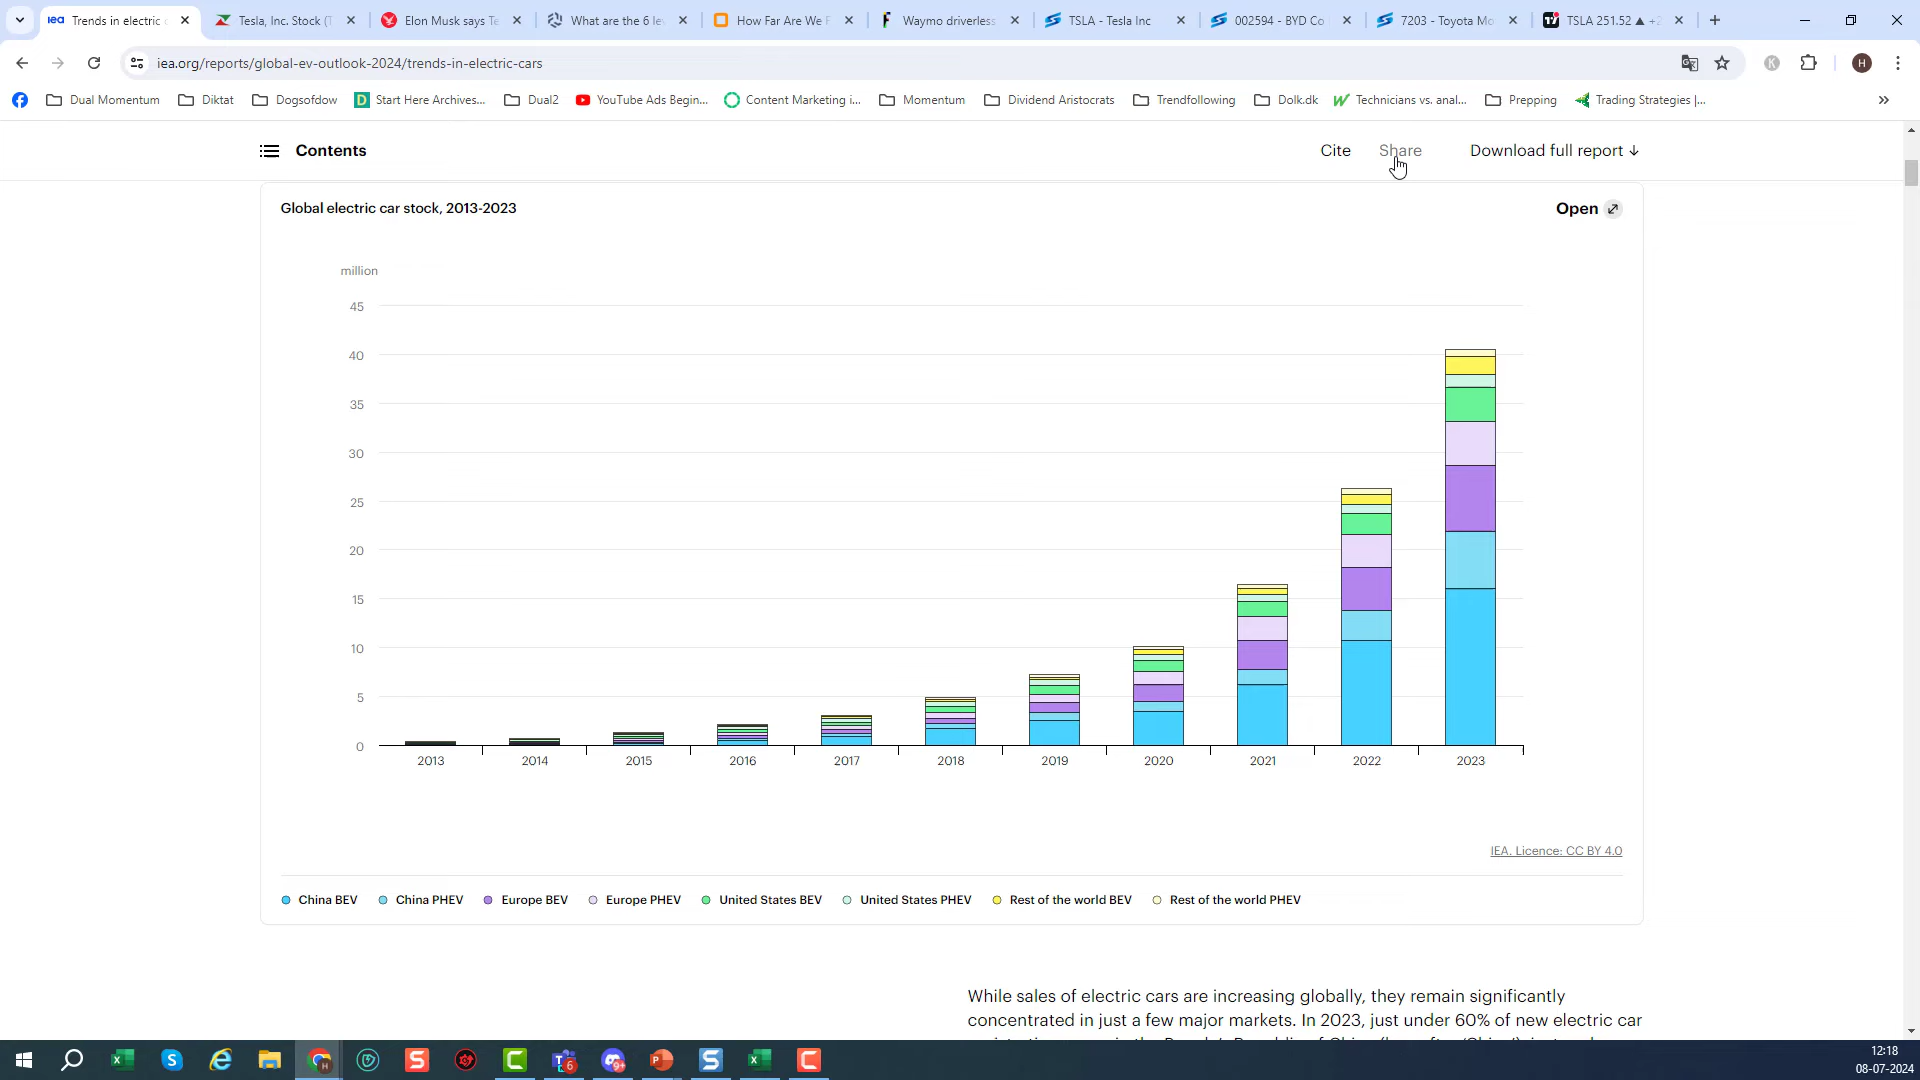 iea Trends in electric c
Tesla, Inc. Stock (T
Elon Musk says Te
What are the 6 le
How Far Are We F
Waymo driverless
TSLA - Tesla Inc
002594 - BYD Co
7203 - Toyota Mo
TSLA 251.52 ▲ +2
iea.org/reports/global-ev-outlook-2024/trends-in-electric-cars
K
H
Dual Momentum
Diktat
Dogsofdow
Start Here Archives...
Dual2
YouTube Ads Begin...
Content Marketing i...
Momentum
Dividend Aristocrats
Trendfollowing
Dolk.dk
Technicians vs. anal...
Prepping
Trading Strategies |...
Contents
Cite
Share
Download full report ↓
Global electric car stock, 2013-2023
Open
million
45
40
35
30
25
20
15
10
5
0
2013 2014 2015 2016 2017 2018 2019 2020 2021 2022 2023
IEA. Licence: CC BY 4.0
China BEV China PHEV Europe BEV Europe PHEV United States BEV United States PHEV Rest of the world BEV Rest of the world PHEV
While sales of electric cars are increasing globally, they remain significantly
concentrated in just a few major markets. In 2023, just under 60% of new electric car
12:18
08-07-2024